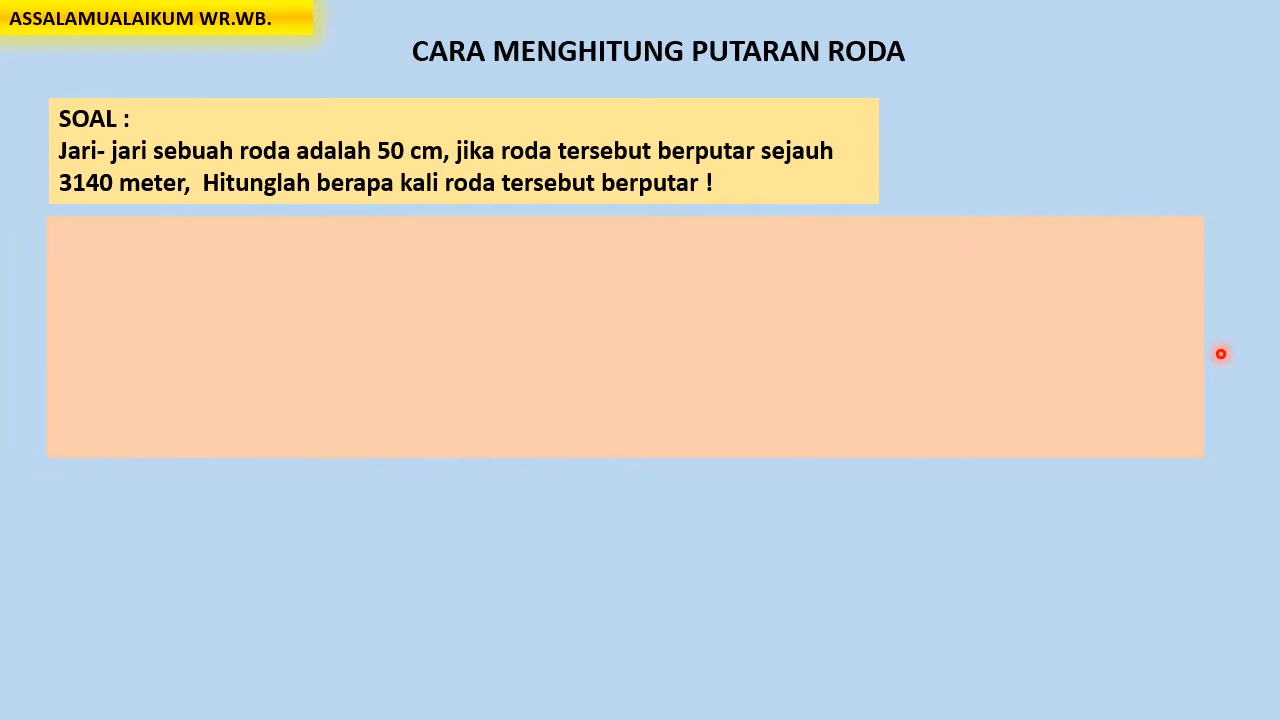 ASSALAMUALAIKUM WR.WB.
CARA MENGHITUNG PUTARAN RODA
SOAL :
Jari- jari sebuah roda adalah 50 cm, jika roda tersebut berputar sejauh
3140 meter,  Hitunglah berapa kali roda tersebut berputar !